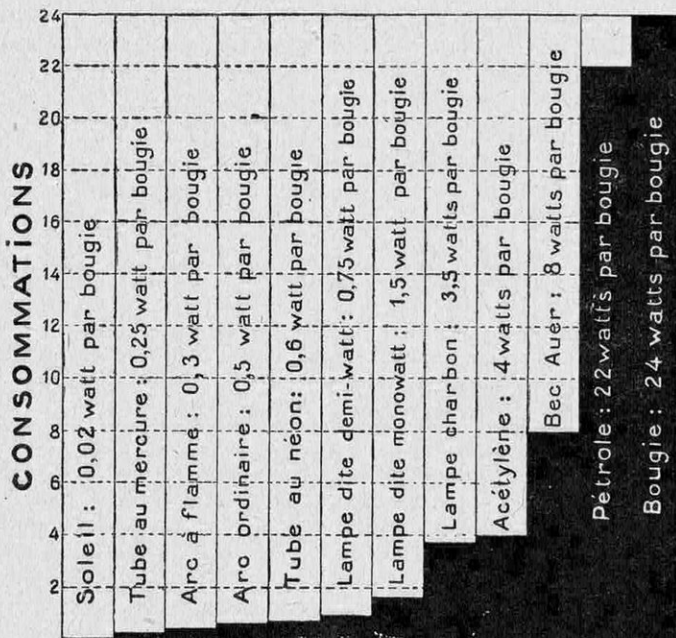 CONSOMMATIONS
24
22
20
18
16
14
12
10
8
6
4
2
Soleil : 0,02 watt par bougie
Tube au mercure : 0,25 watt par bougie
Arc à flamme : 0,3 watt par bougie
Arc ordinaire : 0,5 watt par bougie
Tube au néon : 0,6 watt par bougie
Lampe dite demi-watt : 0,75 watt par bougie
Lampe dite monowatt : 1,5 watt par bougie
Lampe charbon : 3,5 watts par bougie
Acétylène : 4 watts par bougie
Bec Auer : 8 watts par bougie
Pétrole : 22 watts par bougie
Bougie : 24 watts par bougie